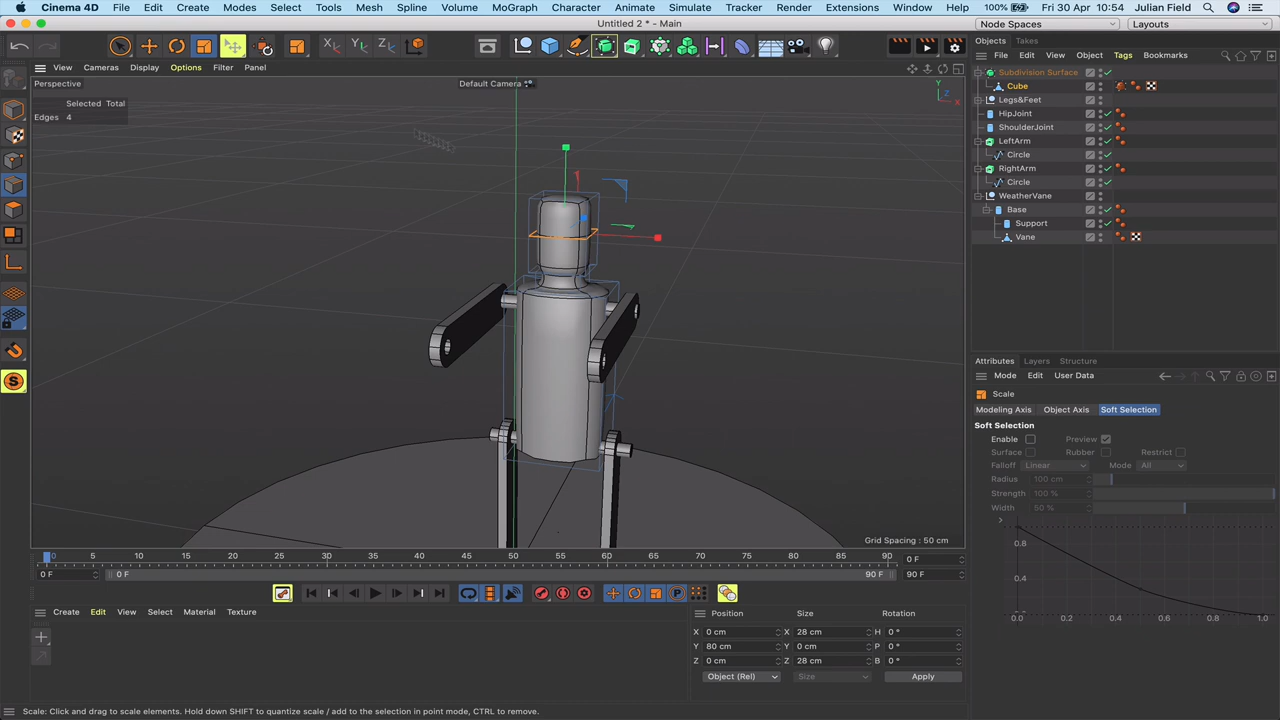 Cinema 4D File Edit Create Modes Select Tools Mesh Spline Volume MoGraph Character Animate Simulate Tracker Render Extensions Window Help 100% Fri 30 Apr 10:54 Julian Field
Untitled 2 * - Main
Node Spaces Layouts
X Y Z
Objects Takes
File Edit View Object Tags Bookmarks
View Cameras Display Options Filter Panel
Perspective Default Camera
Selected Total
Edges 4
Y Z X
Subdivision Surface
Cube
Legs&Feet
HipJoint
ShoulderJoint
LeftArm
Circle
RightArm
Circle
WeatherVane
Base
Support
Vane
S
Attributes Layers Structure
Mode Edit User Data
Scale
Modeling Axis Object Axis Soft Selection
Soft Selection
Enable Preview
Surface Rubber Restrict
Falloff Linear Mode All
Radius 100 cm
Strength 100 %
Width 50 %
0.8
0.4
0.0 0.2 0.4 0.6 0.8 1.0
Grid Spacing : 50 cm
0 5 10 15 20 25 30 35 40 45 50 55 60 65 70 75 80 85 90 0 F
0 F 0 F 90 F 90 F
P
Create Edit View Select Material Texture
Position Size Rotation
X 0 cm X 28 cm H 0 °
Y 80 cm Y 0 cm P 0 °
Z 0 cm Z 28 cm B 0 °
Object (Rel) Size Apply
Scale: Click and drag to scale elements. Hold down SHIFT to quantize scale / add to the selection in point mode, CTRL to remove.